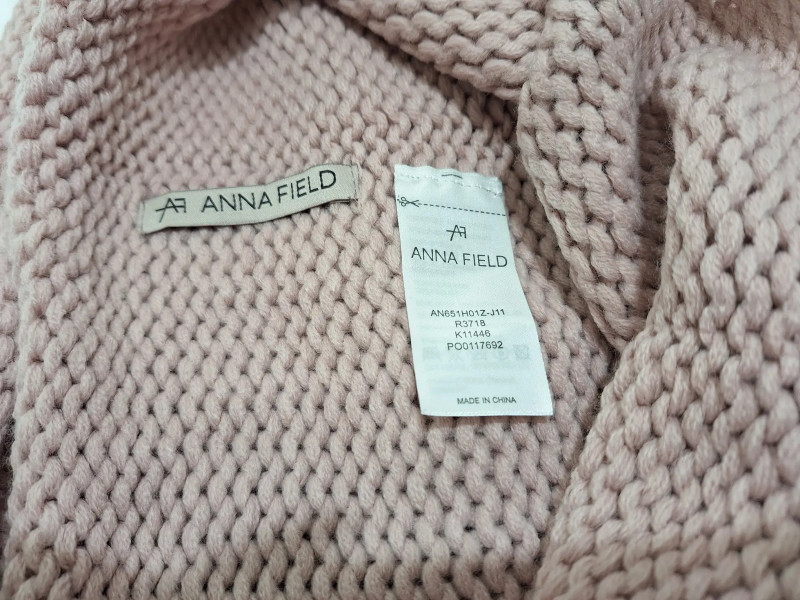 AF ANNA FIELD
AF
ANNA FIELD
AN651H01Z-J11
R3718
K11446
PO0117692
MADE IN CHINA